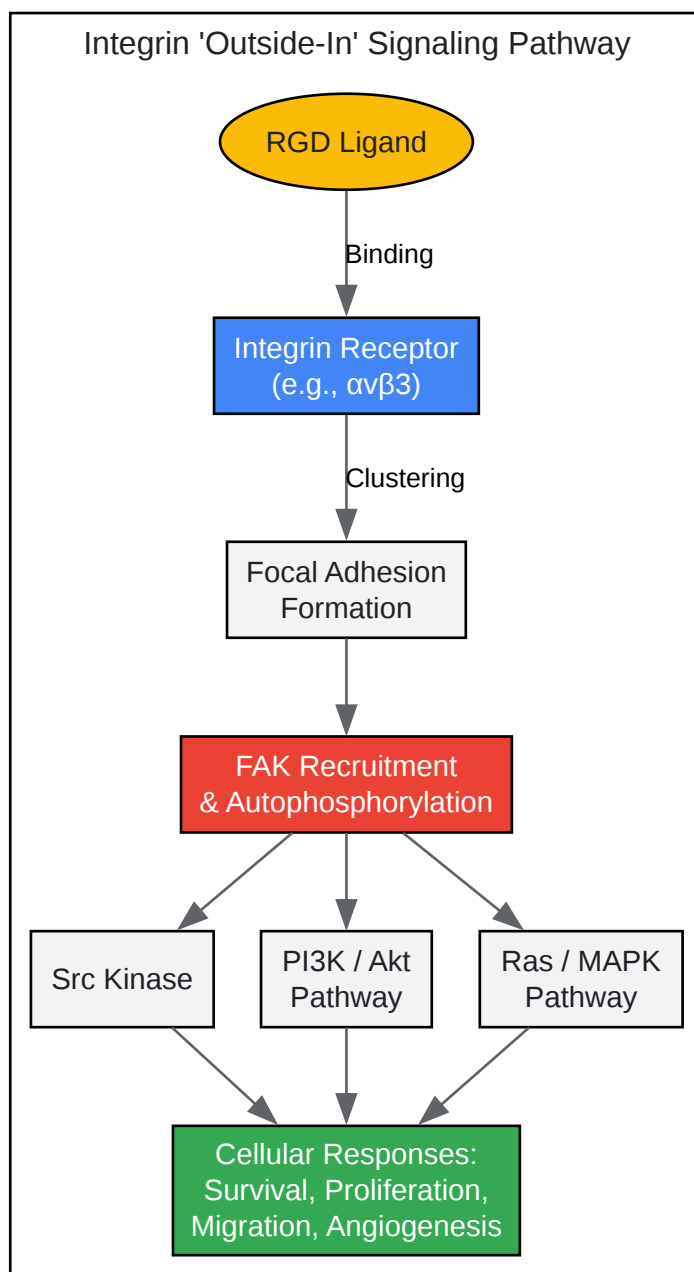 Integrin 'Outside-In' Signaling Pathway
RGD Ligand
Binding
Integrin Receptor
(e.g., αvβ3)
Clustering
Focal Adhesion
Formation
FAK Recruitment
& Autophosphorylation
Src Kinase
PI3K / Akt
Pathway
Ras / MAPK
Pathway
Cellular Responses:
Survival, Proliferation,
Migration, Angiogenesis